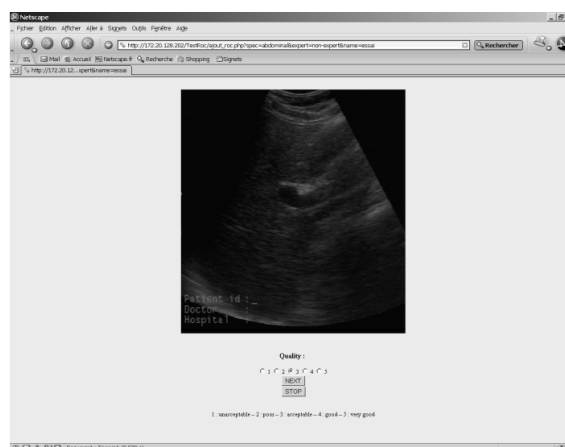 Netscape
Fichier Edition Afficher Aller à Signets Outils Fenêtre Aide
http://172.20.128.202/TestRoc/ajout_roc.php?spec=abdominal&expert=non-expert&name=essai Rechercher
Mail Accueil Netscape.fr Recherche Shopping Signets
http://172.20.12...xpert&name=essai
Patient id :_
Doctor :
Hospital :
Quality :
1 2 3 4 5
NEXT
STOP
1 : unacceptable – 2 : poor – 3 : acceptable – 4 : good – 5 : very good